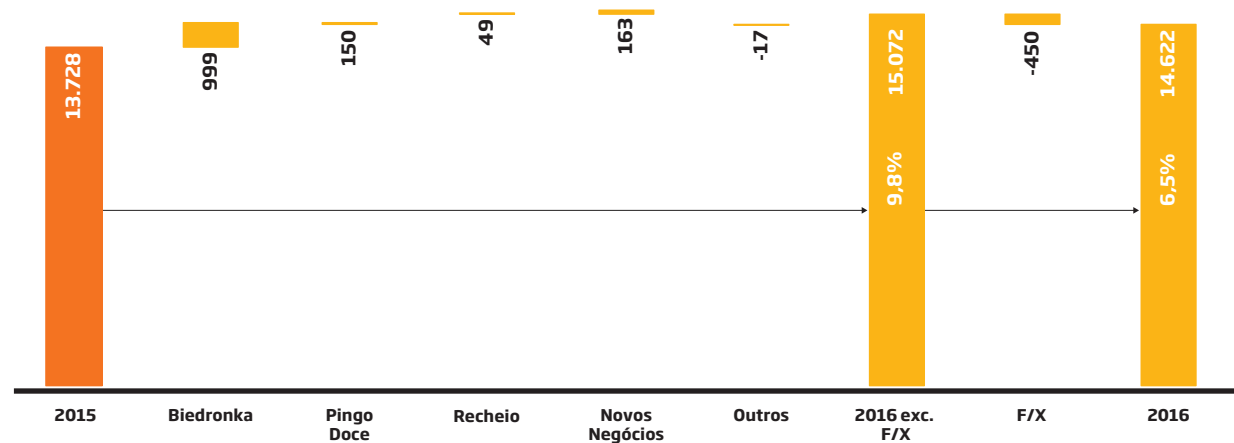 13.728
999
150
49
163
-17
15.072
9,8%
-450
14.622
6,5%
2015
Biedronka
Pingo
Doce
Recheio
Novos
Negócios
Outros
2016 exc.
F/X
F/X
2016